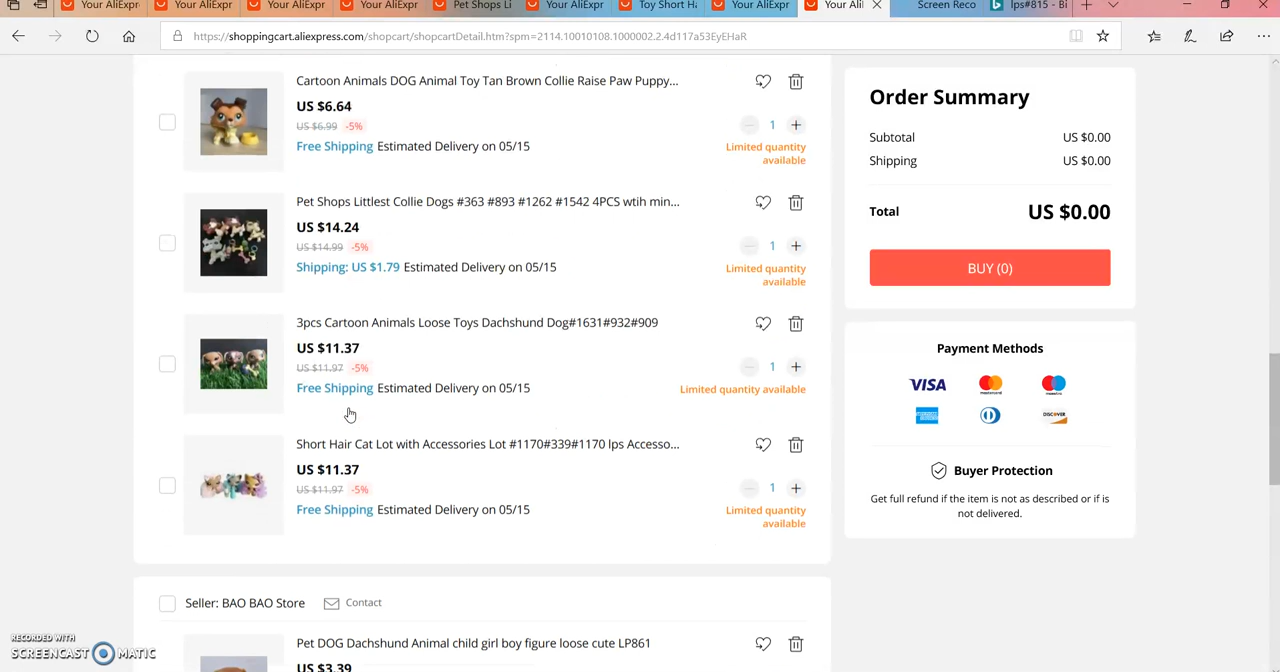 Your AliExpr
Your AliExpr
Your AliExpr
Your AliExpr
Pet Shops Li
Your AliExpr
Toy Short Ha
Your AliExpr
Your Ali
Screen Reco
lps#815 - Bi
https://shoppingcart.aliexpress.com/shopcart/shopcartDetail.htm?spm=2114.10010108.1000002.2.4d117a53EyEHaR
Cartoon Animals DOG Animal Toy Tan Brown Collie Raise Paw Puppy...
US $6.64
US $6.99 -5%
1
Free Shipping Estimated Delivery on 05/15
Limited quantity
available
Pet Shops Littlest Collie Dogs #363 #893 #1262 #1542 4PCS wtih min...
US $14.24
US $14.99 -5%
1
Shipping: US $1.79 Estimated Delivery on 05/15
Limited quantity
available
3pcs Cartoon Animals Loose Toys Dachshund Dog#1631#932#909
US $11.37
US $11.97 -5%
1
Free Shipping Estimated Delivery on 05/15
Limited quantity available
Short Hair Cat Lot with Accessories Lot #1170#339#1170 lps Accesso...
US $11.37
US $11.97 -5%
1
Free Shipping Estimated Delivery on 05/15
Limited quantity
available
Seller: BAO BAO Store
Contact
Pet DOG Dachshund Animal child girl boy figure loose cute LP861
US $3.39
Order Summary
Subtotal US $0.00
Shipping US $0.00
Total US $0.00
BUY (0)
Payment Methods
VISA
mastercard
maestro
DISCOVER
Buyer Protection
Get full refund if the item is not as described or if is
not delivered.
RECORDED WITH
SCREENCAST MATIC